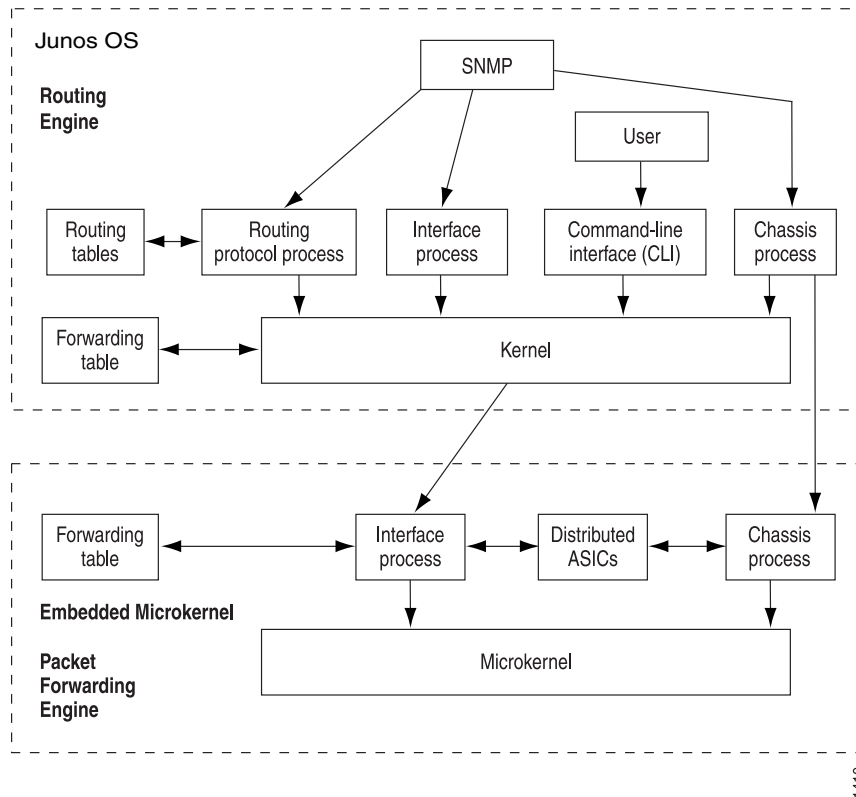 Junos OS
Routing
Engine
SNMP
User
Routing
tables
Routing
protocol process
Interface
process
Command-line
interface (CLI)
Chassis
process
Forwarding
table
Kernel
Forwarding
table
Interface
process
Distributed
ASICs
Chassis
process
Embedded Microkernel
Microkernel
Packet
Forwarding
Engine